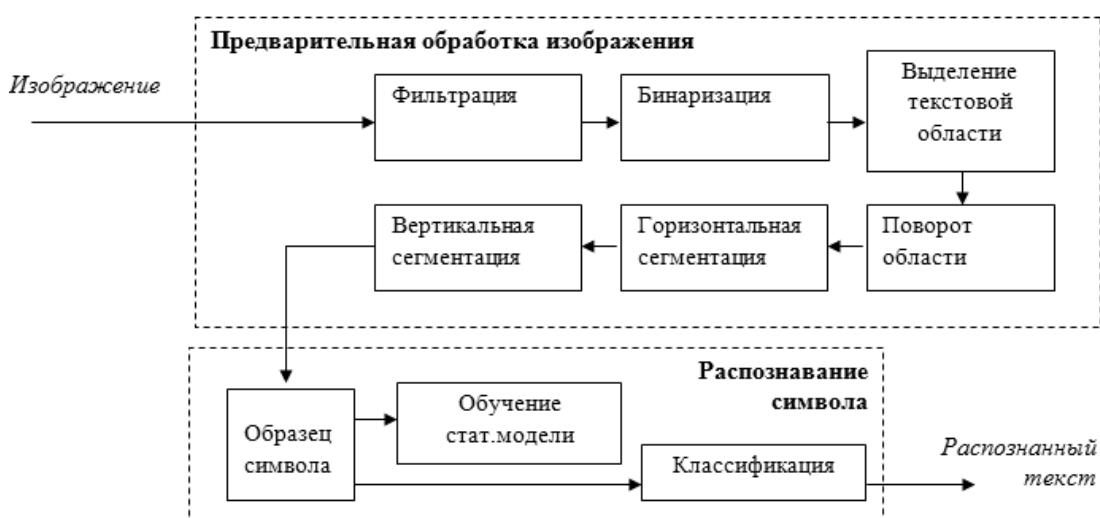 Предварительная обработка изображения
Изображение
Фильтрация
Бинаризация
Выделение
текстовой
области
Поворот
области
Горизонтальная
сегментация
Вертикальная
сегментация
Распознавание
символа
Образец
символа
Обучение
стат.модели
Классификация
Распознанный
текст